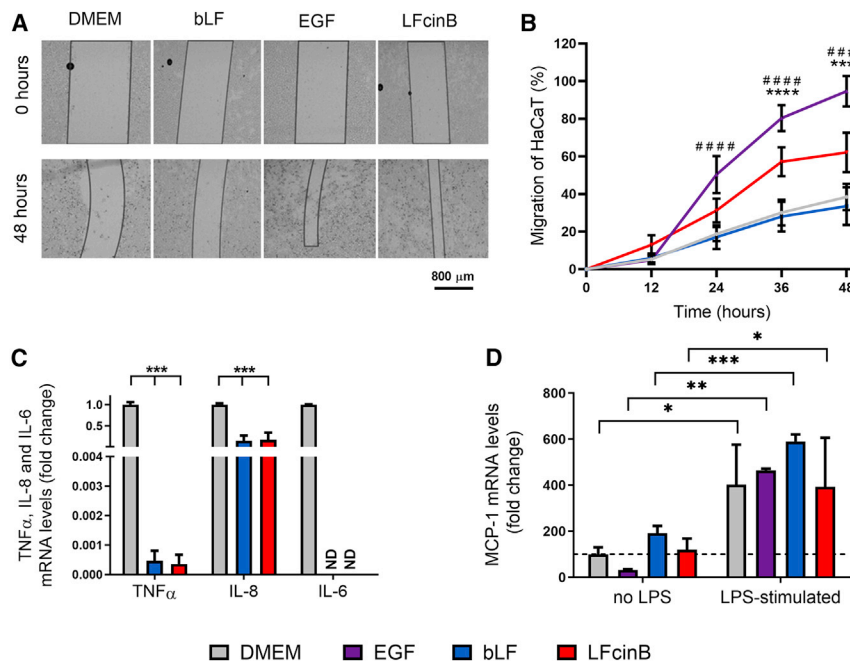 A
DMEM
bLF
EGF
LFcinB
0 hours
48 hours
800 µm
B
Migration of HaCaT (%)
120
100
80
60
40
20
0
####
####
****
###
***
0
12
24
36
48
Time (hours)
C
TNFα, IL-8 and IL-6
mRNA levels (fold change)
1.0
0.5
0.004
0.003
0.002
0.001
0.000
***
***
ND
ND
TNFα
IL-8
IL-6
D
MCP-1 mRNA levels
(fold change)
800
600
400
200
0
*
***
**
*
no LPS
LPS-stimulated
DMEM
EGF
bLF
LFcinB